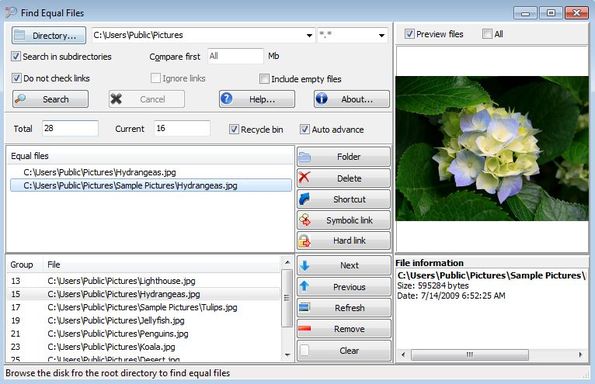 Find Equal Files
Directory... C:\Users\Public\Pictures *.*
Search in subdirectories Compare first All Mb
Do not check links Ignore links Include empty files
Search Cancel Help... About...
Total 28 Current 16 Recycle bin Auto advance
Equal files
C:\Users\Public\Pictures\Hydrangeas.jpg
C:\Users\Public\Pictures\Sample Pictures\Hydrangeas.jpg
Folder
Delete
Shortcut
Symbolic link
Hard link
Group File
13 C:\Users\Public\Pictures\Lighthouse.jpg
15 C:\Users\Public\Pictures\Hydrangeas.jpg
17 C:\Users\Public\Pictures\Sample Pictures\Tulips.jpg
19 C:\Users\Public\Pictures\Jellyfish.jpg
21 C:\Users\Public\Pictures\Penguins.jpg
23 C:\Users\Public\Pictures\Koala.jpg
25 C:\Users\Public\Pictures\Desert.jpg
Next
Previous
Refresh
Remove
Clear
Preview files All
File information
C:\Users\Public\Pictures\Sample Pictures\
Size: 595284 bytes
Date: 7/14/2009 6:52:25 AM
Browse the disk fro the root directory to find equal files